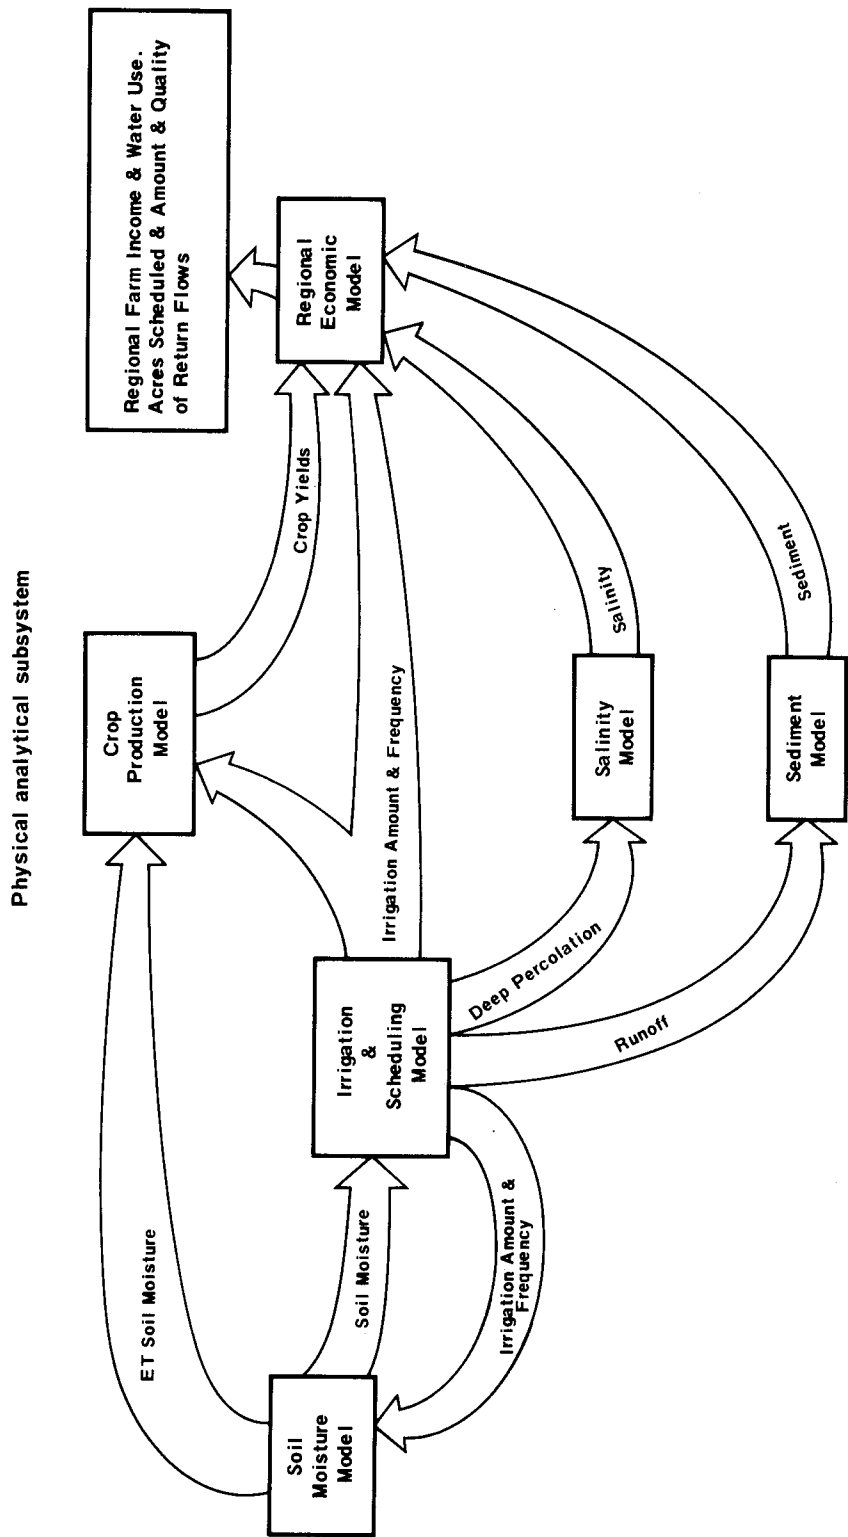 Physical analytical subsystem
Regional Farm Income & Water Use.
Acres Scheduled & Amount & Quality
of Return Flows
Regional
Economic
Model
Crop
Production
Model
Crop Yields
ET Soil Moisture
Irrigation Amount & Frequency
Irrigation
&
Scheduling
Model
Soil Moisture
Soil
Moisture
Model
Irrigation Amount &
Frequency
Deep Percolation
Runoff
Salinity
Model
Salinity
Sediment
Model
Sediment